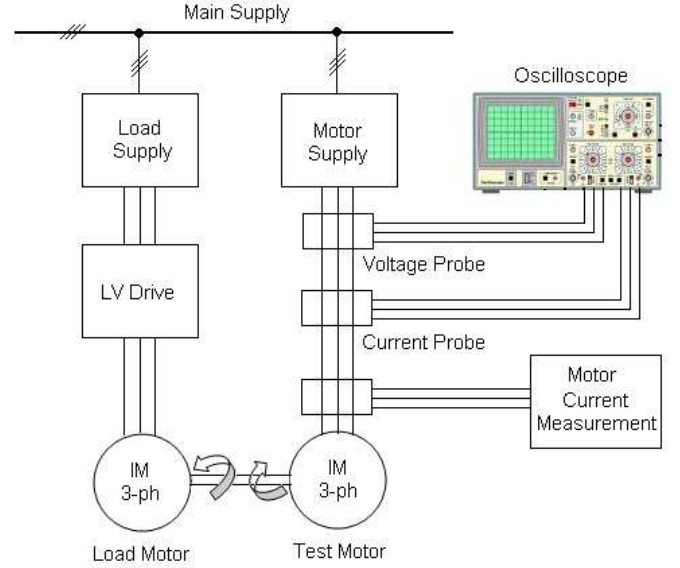 Main Supply
Oscilloscope
Load
Supply
Motor
Supply
Voltage Probe
LV Drive
Current Probe
Motor
Current
Measurement
IM
3-ph
IM
3-ph
Load Motor
Test Motor